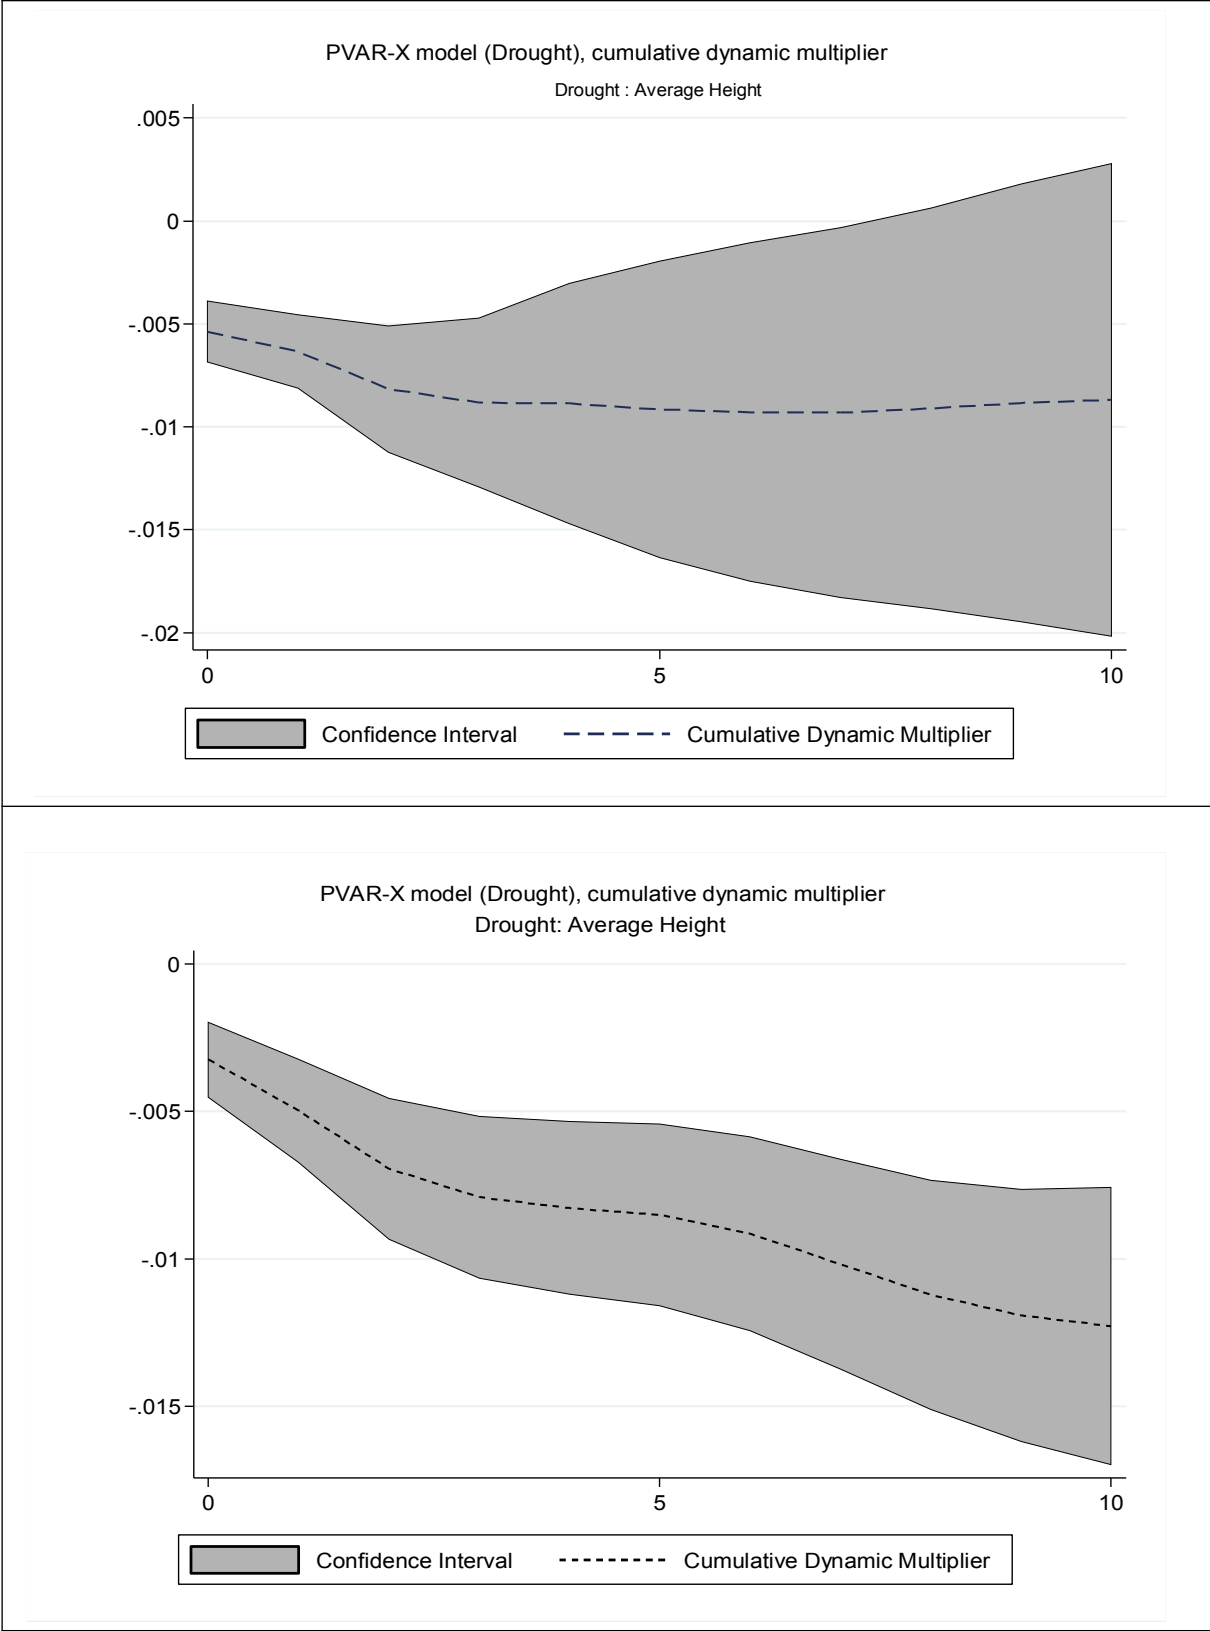 PVAR-X model (Drought), cumulative dynamic multiplier
Drought : Average Height
.005
0
-.005
-.01
-.015
-.02
0 5 10
Confidence Interval Cumulative Dynamic Multiplier
PVAR-X model (Drought), cumulative dynamic multiplier
Drought: Average Height
0
-.005
-.01
-.015
0 5 10
Confidence Interval Cumulative Dynamic Multiplier